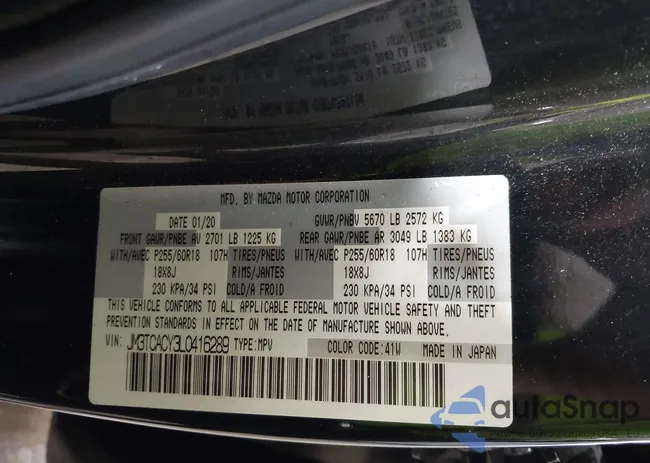 MFD. BY MAZDA MOTOR CORPORATION
DATE 01/20 GVWR/PNBV 5670 LB 2572 KG
FRONT GAWR/PNBE AV 2701 LB 1225 KG REAR GAWR/PNBE AR 3049 LB 1383 KG
WITH/AVEC P255/60R18 107H TIRES/PNEUS WITH/AVEC P255/60R18 107H TIRES/PNEUS
18X8J RIMS/JANTES 18X8J RIMS/JANTES
230 KPA/34 PSI COLD/A FROID 230 KPA/34 PSI COLD/A FROID
THIS VEHICLE CONFORMS TO ALL APPLICABLE FEDERAL MOTOR VEHICLE SAFETY AND THEFT
PREVENTION STANDARDS IN EFFECT ON THE DATE OF MANUFACTURE SHOWN ABOVE.
VIN: JM3TCACY3L0416289 TYPE: MPV COLOR CODE: 41W MADE IN JAPAN
autoSnap